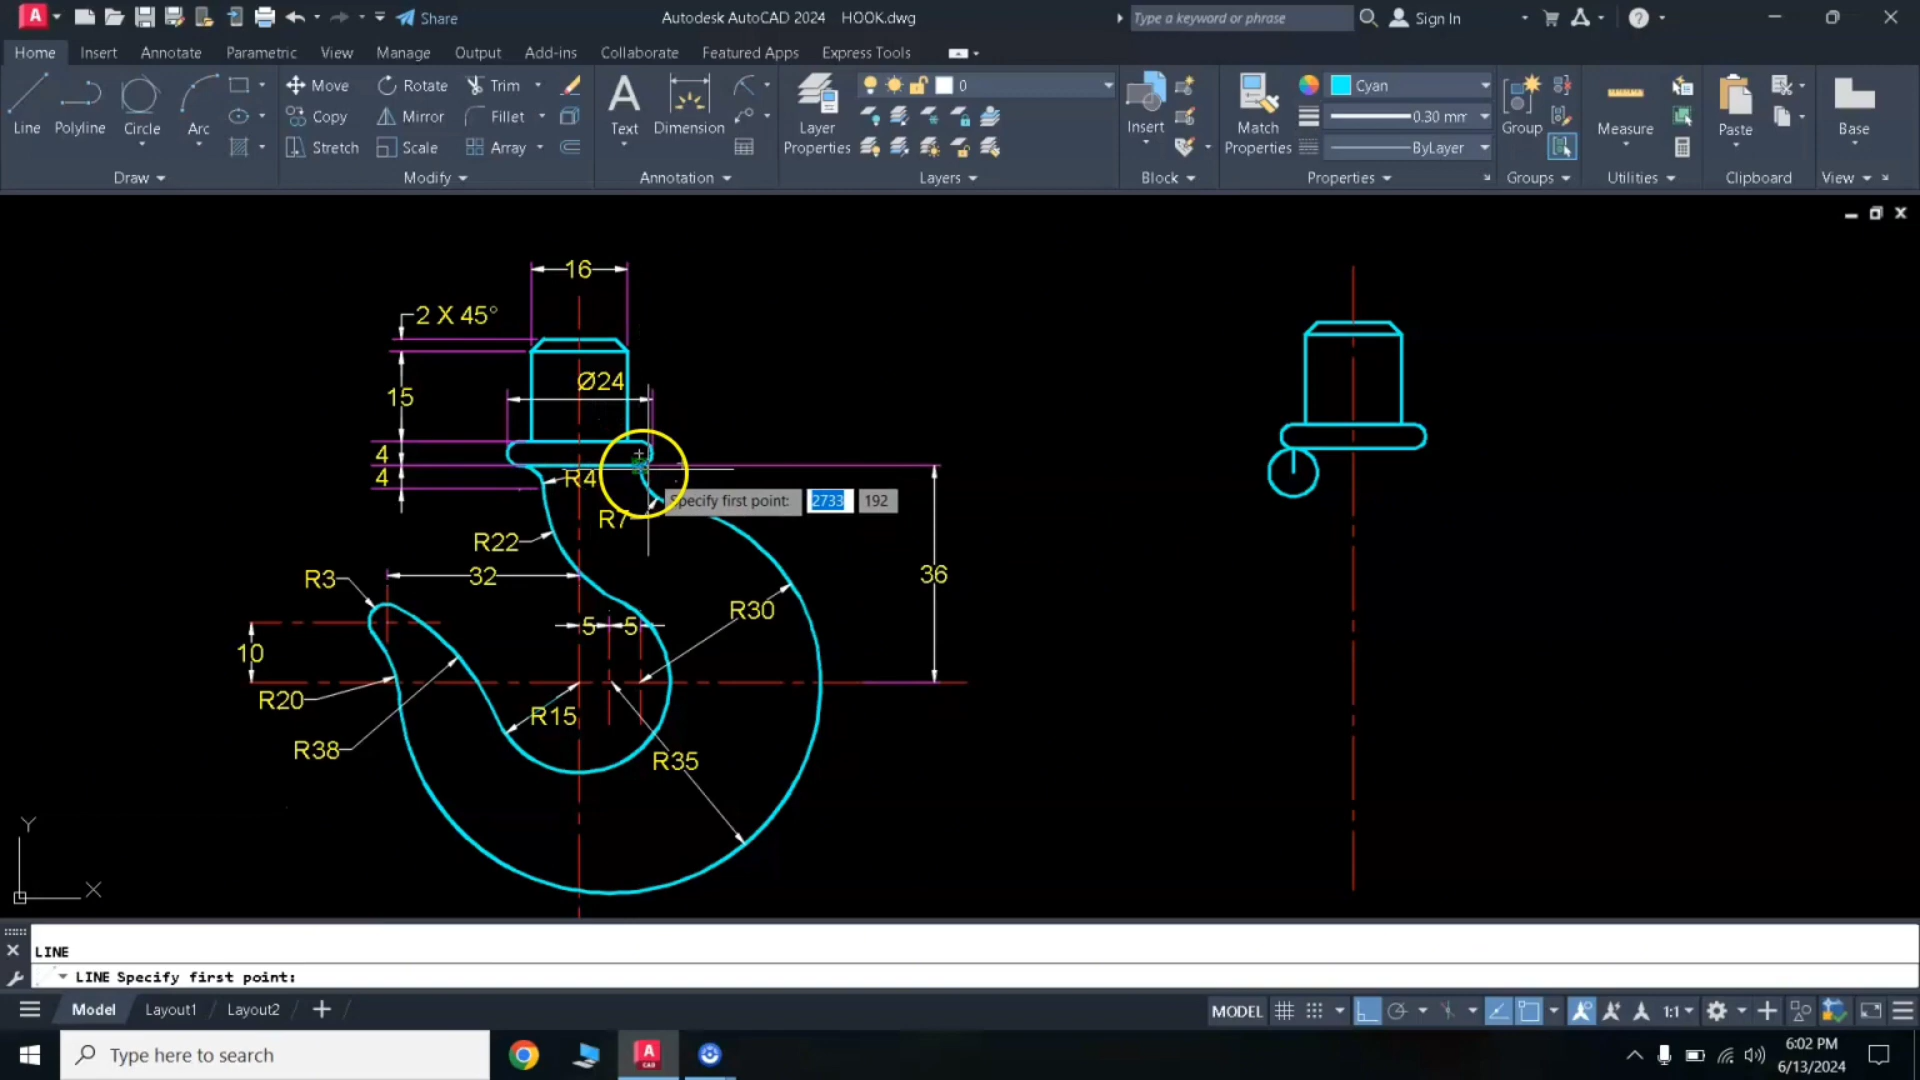 Share
Autodesk AutoCAD 2024 HOOK.dwg
Type a keyword or phrase
Sign In
Home Insert Annotate Parametric View Manage Output Add-ins Collaborate Featured Apps Express Tools
Line Polyline Circle Arc
Move Rotate Trim
Copy Mirror Fillet
Stretch Scale Array
Text Dimension
Layer Properties
0
Insert
Match Properties
Cyan
0.30 mm
ByLayer
Group
Measure
Paste
Base
Draw Modify Annotation Layers Block Properties Groups Utilities Clipboard View
16
2 X 45°
Ø24
15
4
4
R4
Specify first point: 2733 192
R7
R22
32
R3
36
R30
5 5
10
R20
R15
R38
R35
Y
X
LINE
LINE Specify first point:
Model Layout1 Layout2
MODEL 1:1
Type here to search
A CAD
6:02 PM
6/13/2024